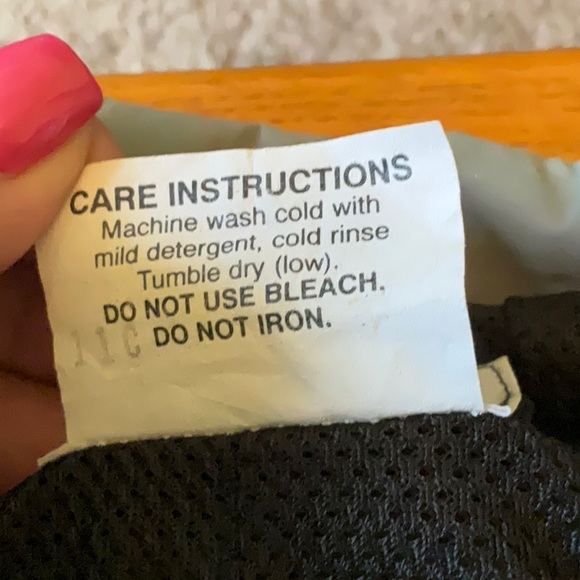 CARE INSTRUCTIONS
Machine wash cold with
mild detergent, cold rinse
Tumble dry (low).
DO NOT USE BLEACH.
DO NOT IRON.
11C